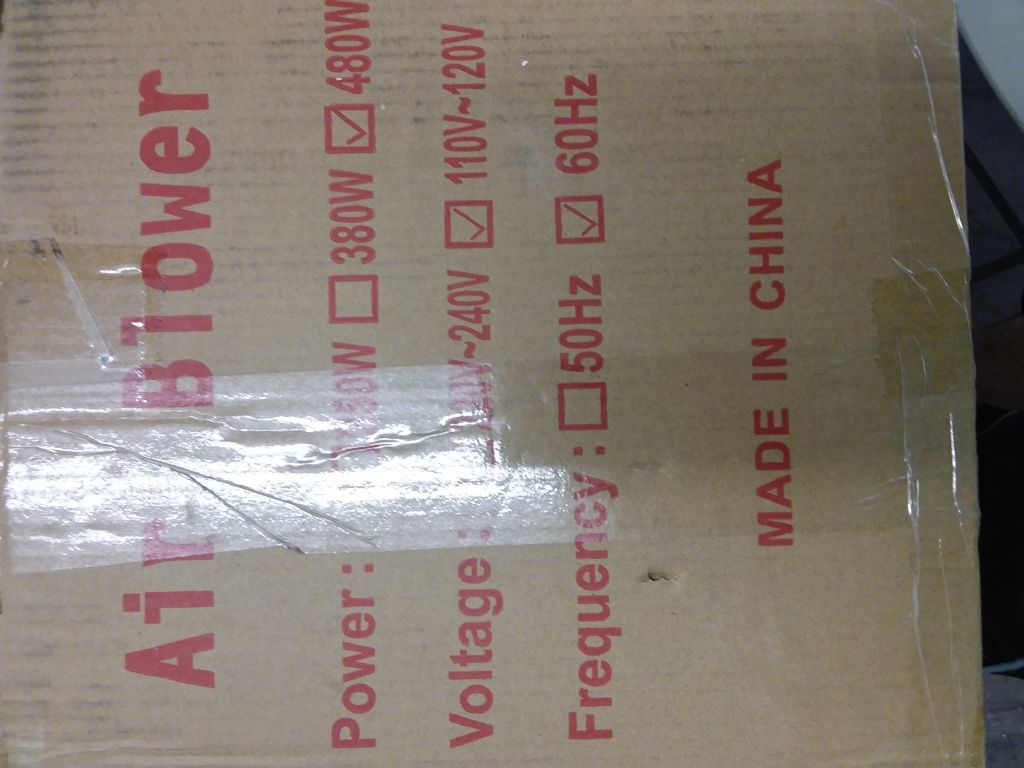 Air Blower
Power: 380W ☑ 480W
Voltage: ☑ 110V~120V
Frequency: ☐ 50Hz ☑ 60Hz
MADE IN CHINA